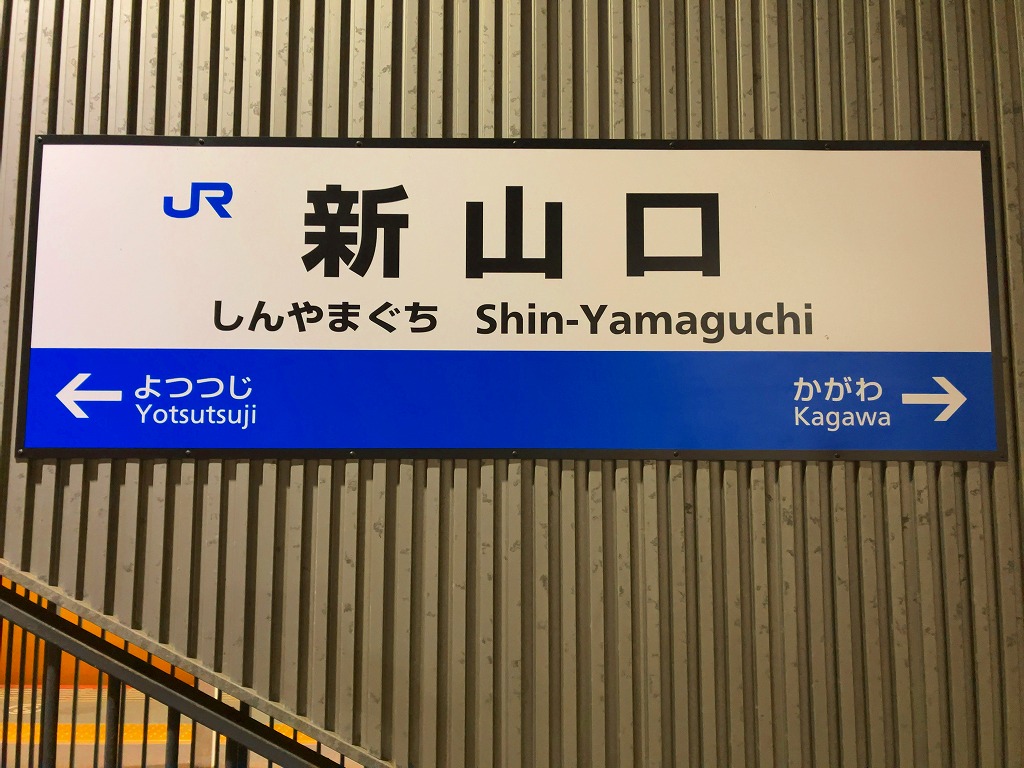 JR
新山口
しんやまぐち Shin-Yamaguchi
← よつつじ
Yotsutsuji
かがわ →
Kagawa